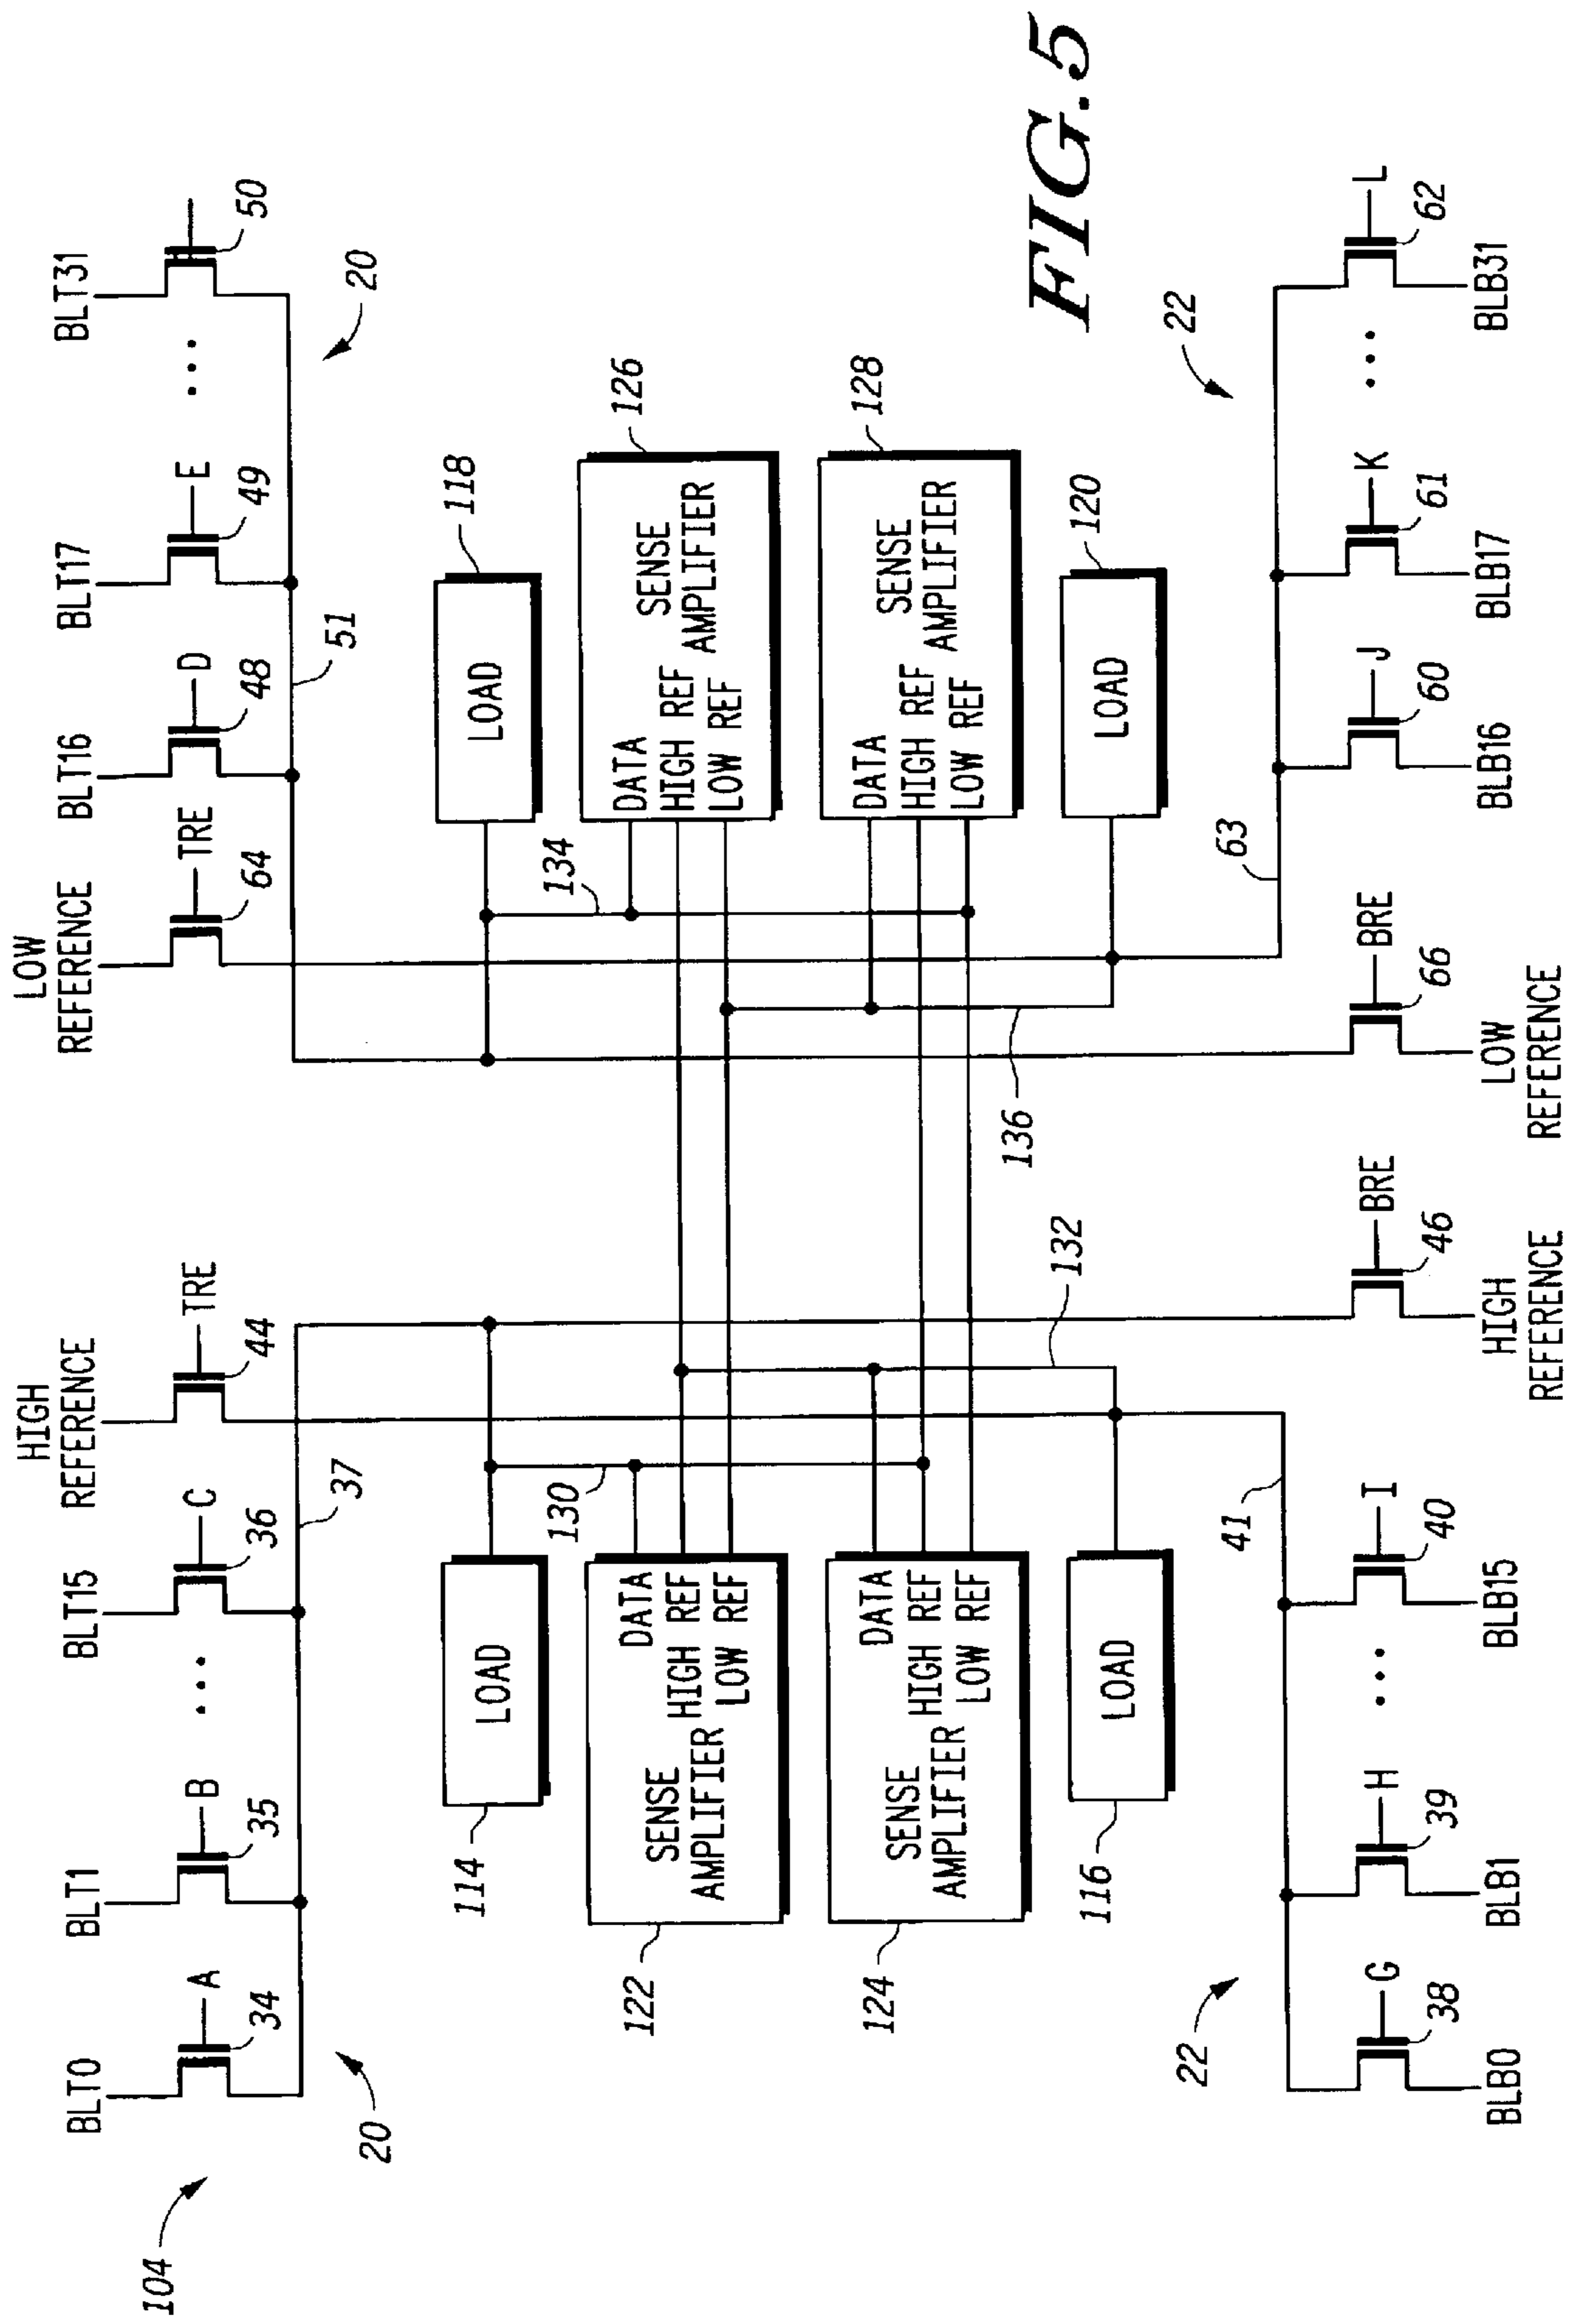 104
BLT0
A
34
BLT1
B
35
BLT15
C
36
HIGH
REFERENCE
TRE
44
LOW
REFERENCE
TRE
64
BLT16
D
48
BLT17
E
49
BLT31
50
20
37
51
20
114
LOAD
LOAD
118
130
134
122
SENSE
AMPLIFIER
DATA
HIGH REF
LOW REF
DATA
HIGH REF
LOW REF
SENSE
AMPLIFIER
126
124
SENSE
AMPLIFIER
DATA
HIGH REF
LOW REF
DATA
HIGH REF
LOW REF
SENSE
AMPLIFIER
128
116
LOAD
132
136
LOAD
120
22
41
63
22
G
38
BLB0
H
39
BLB1
I
40
BLB15
BRE
46
HIGH
REFERENCE
BRE
66
LOW
REFERENCE
J
60
BLB16
K
61
BLB17
L
62
BLB31
FIG.5